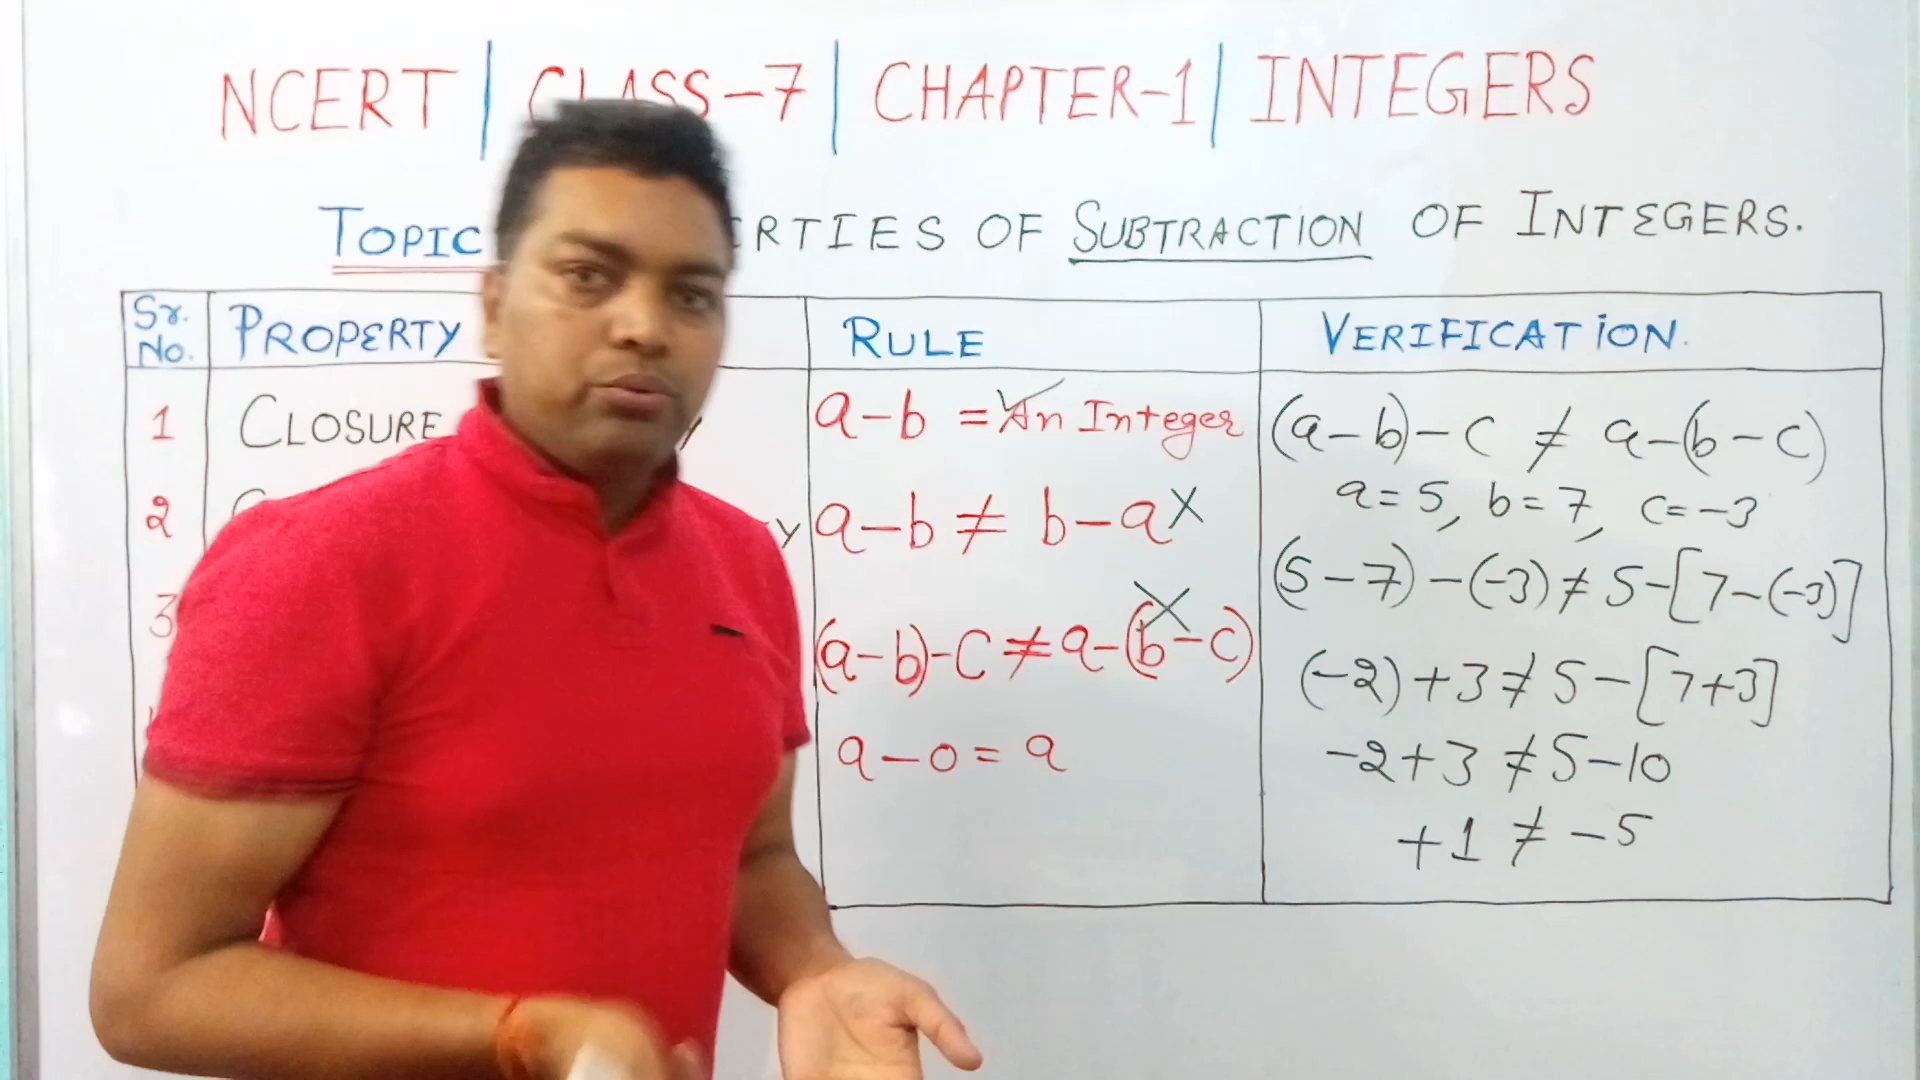 NCERT | CLASS-7 | CHAPTER-1 | INTEGERS
TOPIC RTIES OF SUBTRACTION OF INTEGERS.
Sr. No. PROPERTY RULE VERIFICATION.
1 CLOSURE a-b = An Integer (a-b)-c ≠ a-(b-c)
a=5, b=7, c=-3
2 Y a-b ≠ b-a X
(5-7)-(-3) ≠ 5-[7-(-3)]
3 (a-b)-c ≠ a-(b-c) X
(-2)+3 ≠ 5-[7+3]
a-0=a
-2+3 ≠ 5-10
+1 ≠ -5